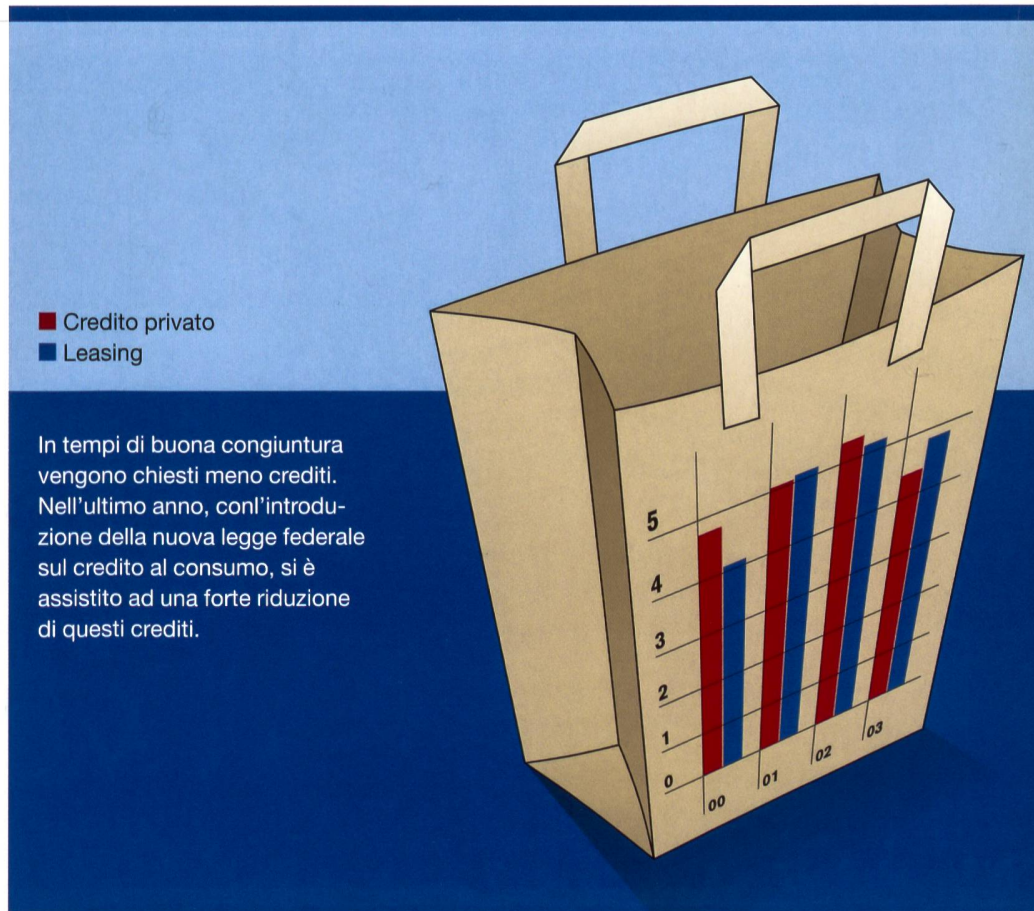 Credito privato
Leasing
In tempi di buona congiuntura
vengono chiesti meno crediti.
Nell'ultimo anno, conl'introdu-
zione della nuova legge federale
sul credito al consumo, si è
assistito ad una forte riduzione
di questi crediti.
5
4
3
2
1
0
00
01
02
03